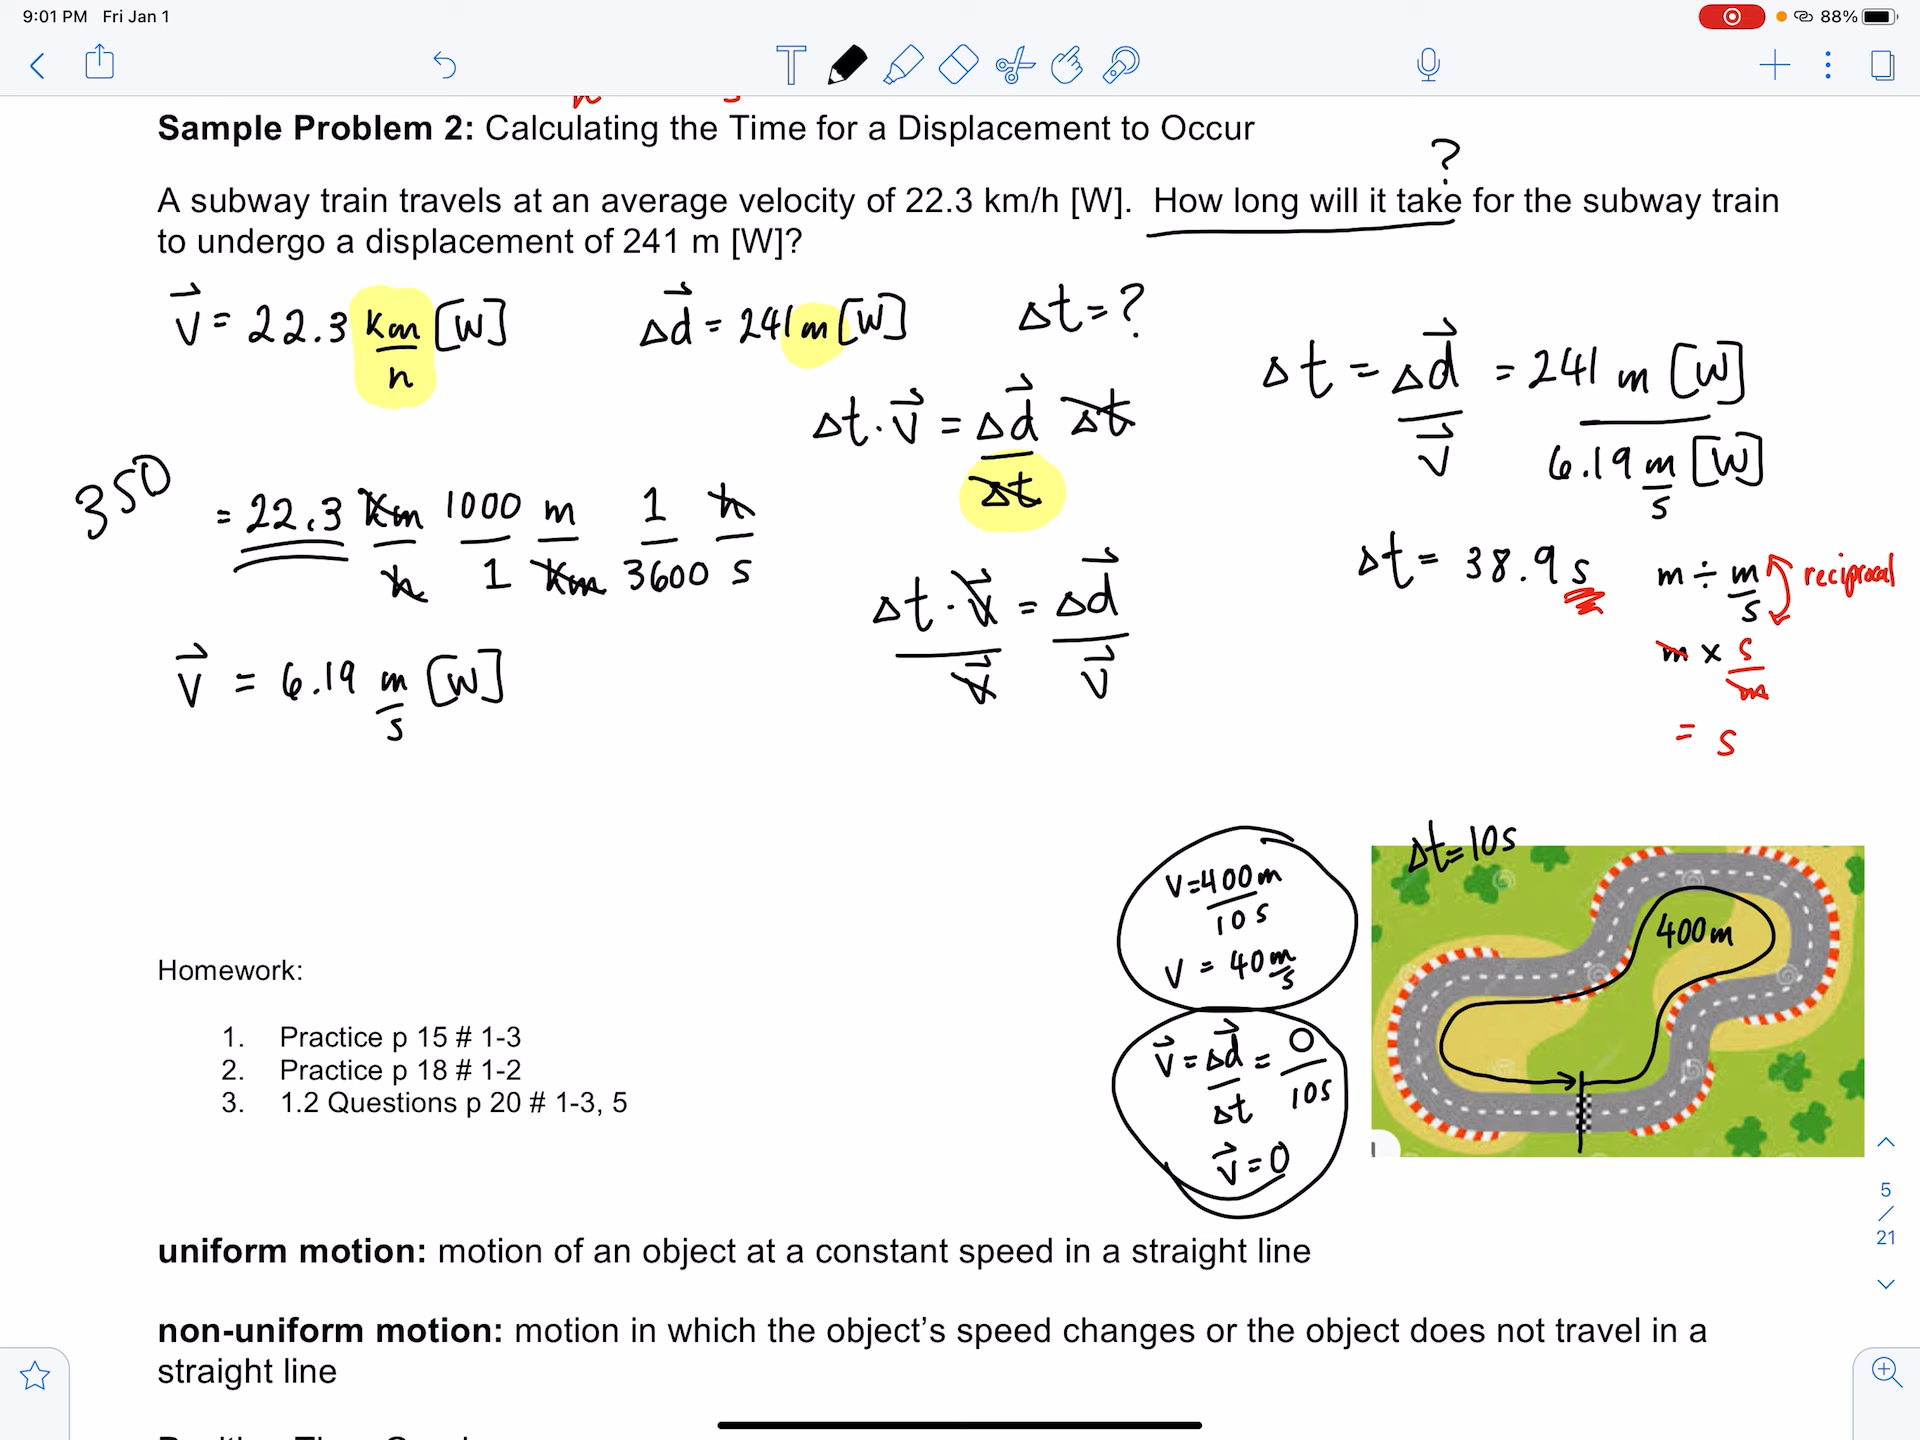 9:01 PM Fri Jan 1
88%
Sample Problem 2: Calculating the Time for a Displacement to Occur
?
A subway train travels at an average velocity of 22.3 km/h [W]. How long will it take for the subway train
to undergo a displacement of 241 m [W]?
v = 22.3 km/h [W]
Δd = 241 m [W]
Δt = ?
Δt · v = Δd/Δt Δt
Δt = Δd/v = 241 m [W] / 6.19 m/s [W]
350
= 22.3 km/h 1000/1 m/km 1/3600 h/s
Δt · v/v = Δd/v
Δt = 38.9 s
m ÷ m/s reciprocal
m × s/m
= s
v = 6.19 m/s [W]
Δt = 10s
400m
v = 400m/10s
v = 40 m/s
v = Δd/Δt = 0/10s
v = 0
Homework:
1. Practice p 15 # 1-3
2. Practice p 18 # 1-2
3. 1.2 Questions p 20 # 1-3, 5
5
/
21
uniform motion: motion of an object at a constant speed in a straight line
non-uniform motion: motion in which the object's speed changes or the object does not travel in a
straight line